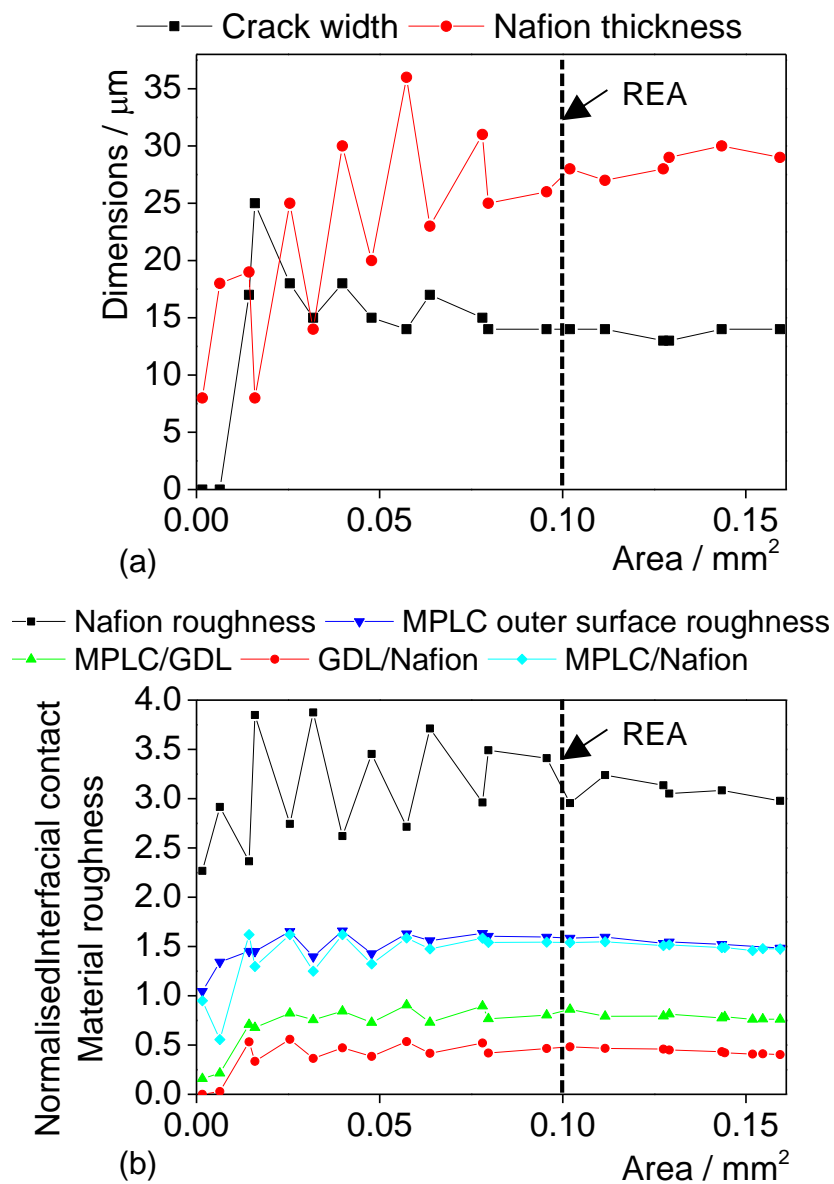 Crack width Nafion thickness
35
30
25
20
15
10
5
0
Dimensions / μm
REA
0.00 0.05 0.10 0.15
(a)
Area / mm²
Nafion roughness MPLC outer surface roughness
MPLC/GDL GDL/Nafion MPLC/Nafion
4.0
3.5
3.0
2.5
2.0
1.5
1.0
0.5
0.0
NormalisedInterfacial contact
Material roughness
REA
0.00 0.05 0.10 0.15
(b)
Area / mm²